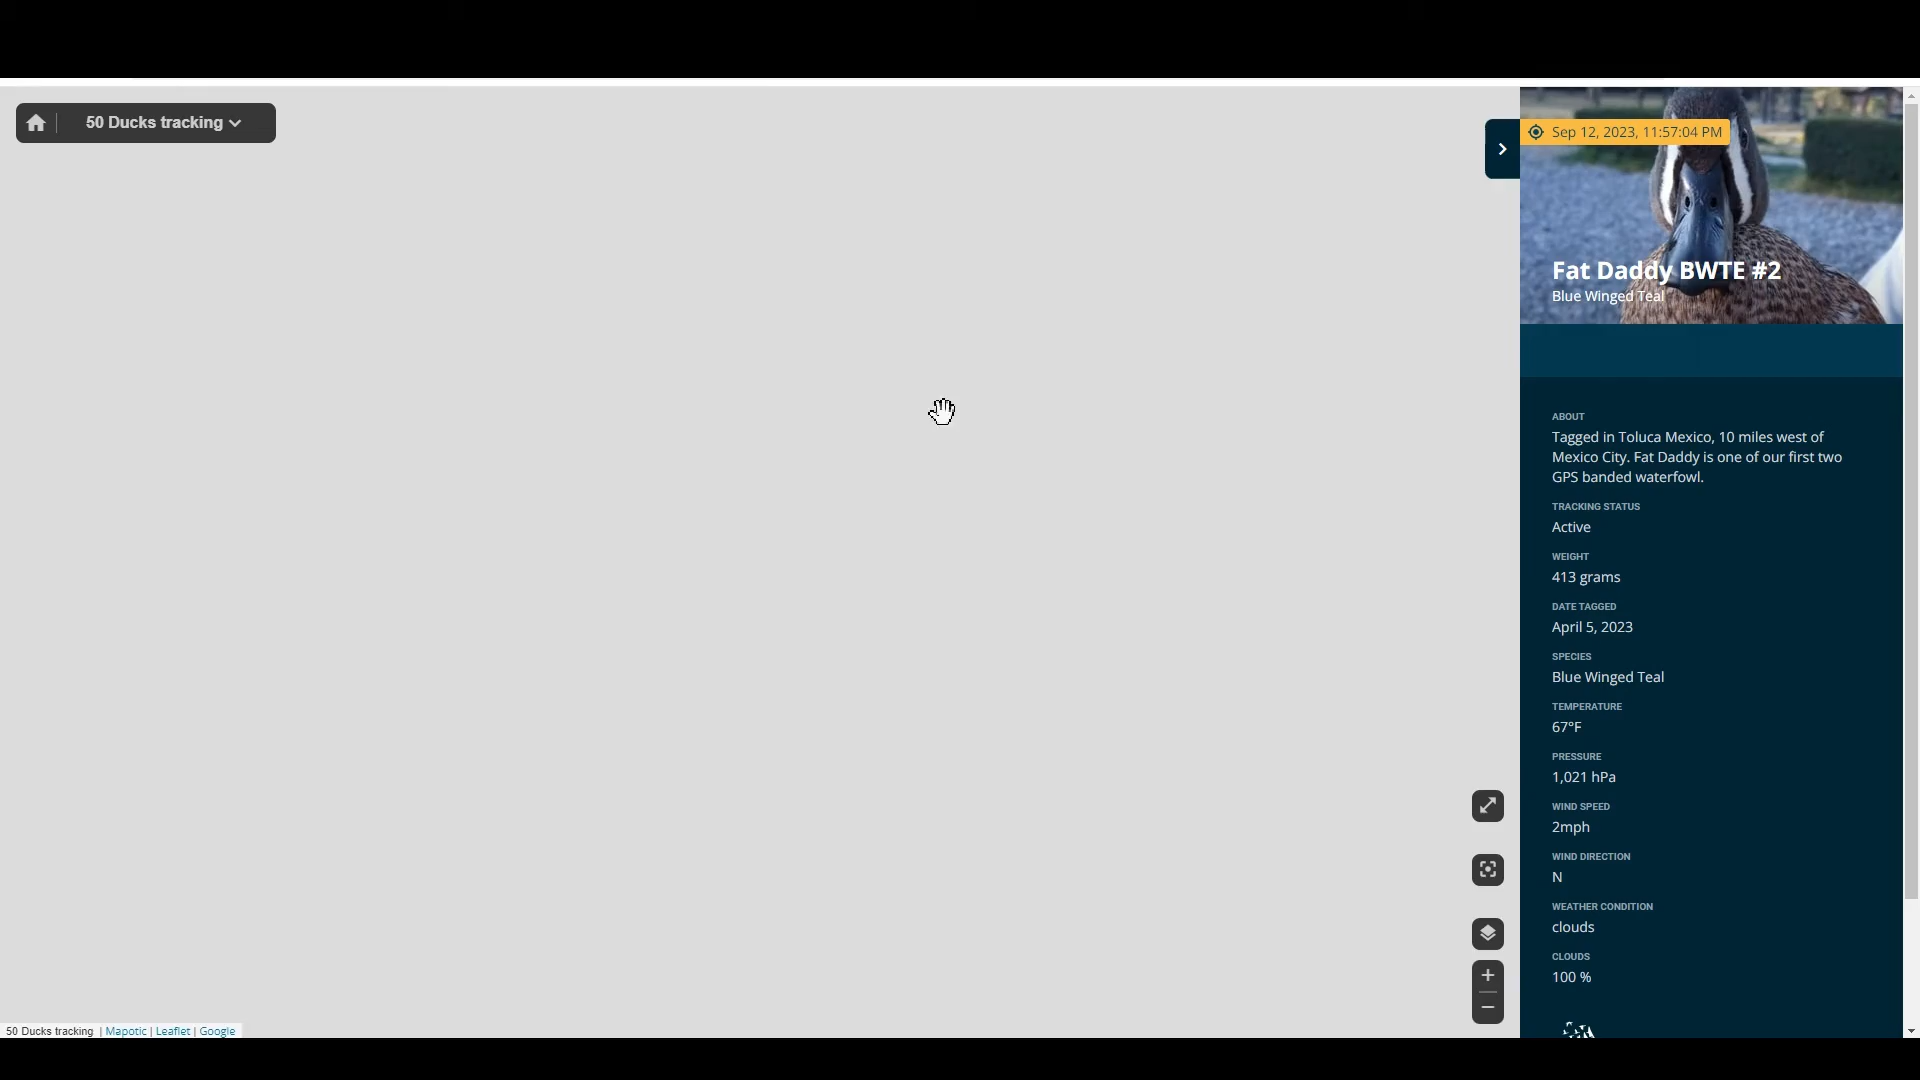 50 Ducks tracking
Sep 12, 2023, 11:57:04 PM
Fat Daddy BWTE #2
Blue Winged Teal
ABOUT
Tagged in Toluca Mexico, 10 miles west of
Mexico City. Fat Daddy is one of our first two
GPS banded waterfowl.
TRACKING STATUS
Active
WEIGHT
413 grams
DATE TAGGED
April 5, 2023
SPECIES
Blue Winged Teal
TEMPERATURE
67°F
PRESSURE
1,021 hPa
WIND SPEED
2mph
WIND DIRECTION
N
WEATHER CONDITION
clouds
CLOUDS
100 %
50 Ducks tracking | Mapotic | Leaflet | Google